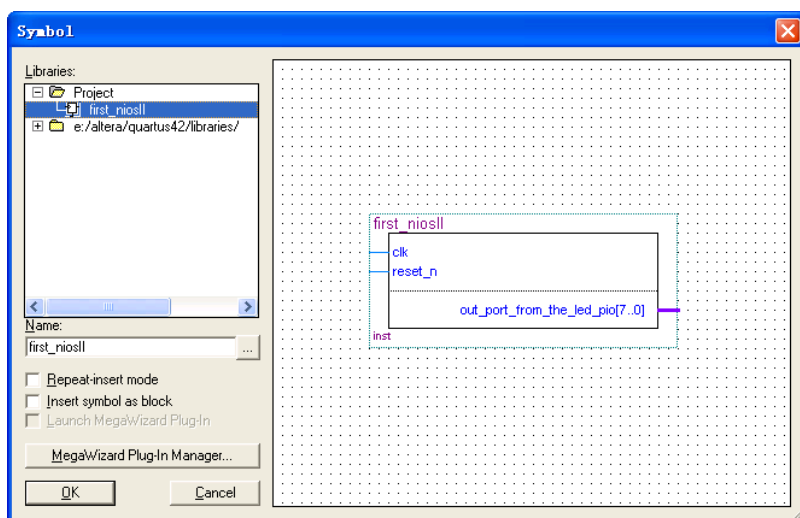 Symbol
Libraries:
Project
first_niosII
e:/altera/quartus42/libraries/
Name:
first_niosII
...
Repeat-insert mode
Insert symbol as block
Launch MegaWizard Plug-In
MegaWizard Plug-In Manager...
OK
Cancel
first_niosII
clk
reset_n
out_port_from_the_led_pio[7..0]
inst